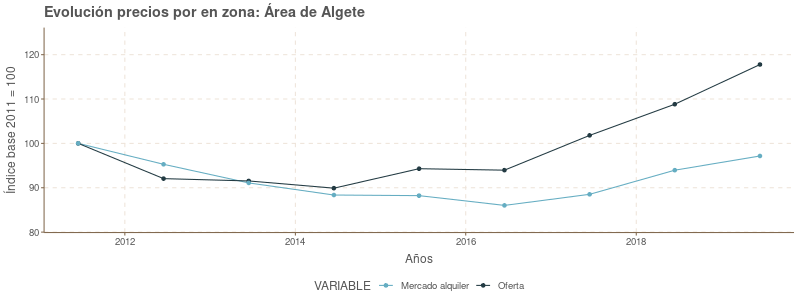 Evolución precios por en zona: Área de Algete
Índice base 2011 = 100
120
110
100
90
80
2012 2014 2016 2018
Años
VARIABLE Mercado alquiler Oferta